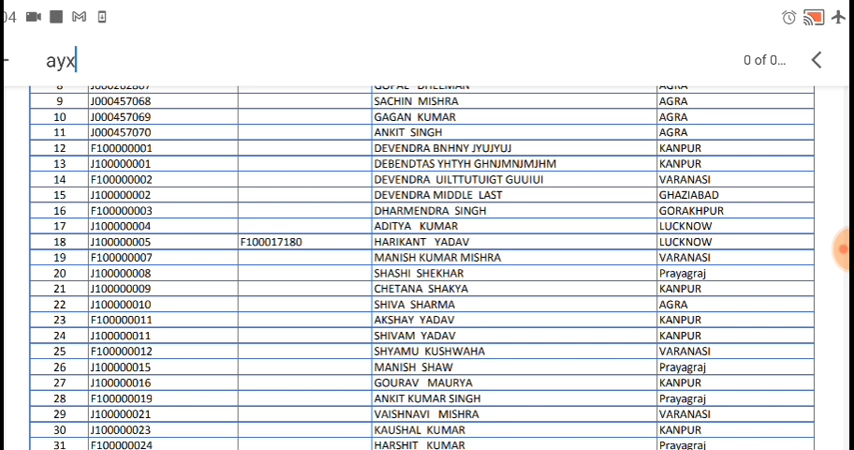 04
ayx 0 of 0...
9 J000457068 SACHIN MISHRA AGRA
10 J000457069 GAGAN KUMAR AGRA
11 J000457070 ANKIT SINGH AGRA
12 F100000001 DEVENDRA BNHNY JYUJYUJ KANPUR
13 J100000001 DEBENDTAS YHTYH GHNJMNJMJHM KANPUR
14 F100000002 DEVENDRA UILTTUTUIGT GUUIUI VARANASI
15 J100000002 DEVENDRA MIDDLE LAST GHAZIABAD
16 F100000003 DHARMENDRA SINGH GORAKHPUR
17 J100000004 ADITYA KUMAR LUCKNOW
18 J100000005 F100017180 HARIKANT YADAV LUCKNOW
19 F100000007 MANISH KUMAR MISHRA VARANASI
20 J100000008 SHASHI SHEKHAR Prayagraj
21 J100000009 CHETANA SHAKYA KANPUR
22 J100000010 SHIVA SHARMA AGRA
23 F100000011 AKSHAY YADAV KANPUR
24 J100000011 SHIVAM YADAV KANPUR
25 F100000012 SHYAMU KUSHWAHA VARANASI
26 J100000015 MANISH SHAW Prayagraj
27 J100000016 GOURAV MAURYA KANPUR
28 F100000019 ANKIT KUMAR SINGH Prayagraj
29 J100000021 VAISHNAVI MISHRA VARANASI
30 J100000023 KAUSHAL KUMAR KANPUR
31 F100000024 HARSHIT KUMAR Prayagraj